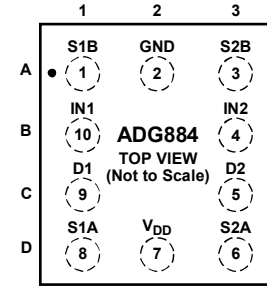 1 2 3
A S1B GND S2B
1 2 3
B IN1 ADG884 IN2
10 4
TOP VIEW
(Not to Scale)
C D1 D2
9 5
D S1A VDD S2A
8 7 6